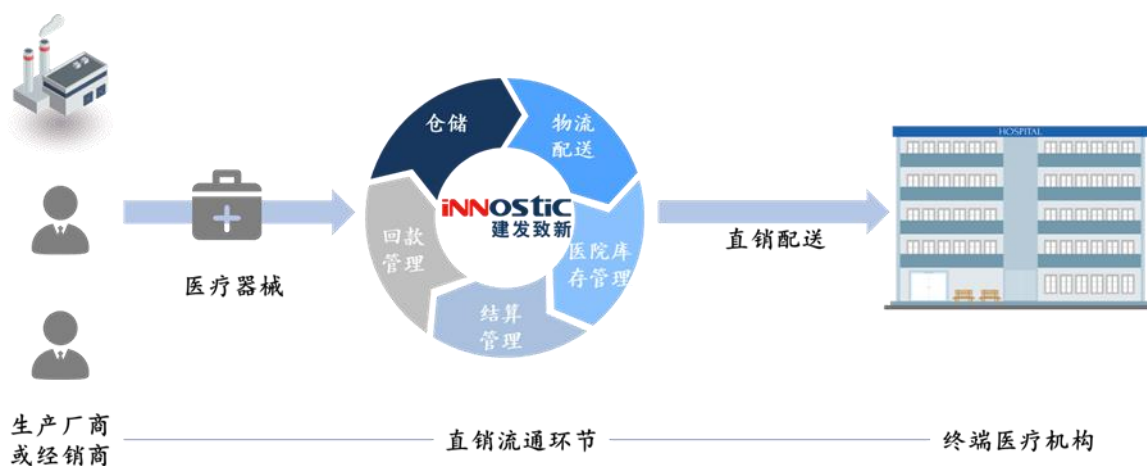 HOSPITAL
仓储
物流
配送
iNNOSTiC
建发致新
回款
管理
医院库
存管理
结算
管理
医疗器械
直销配送
生产厂商
或经销商
直销流通环节
终端医疗机构